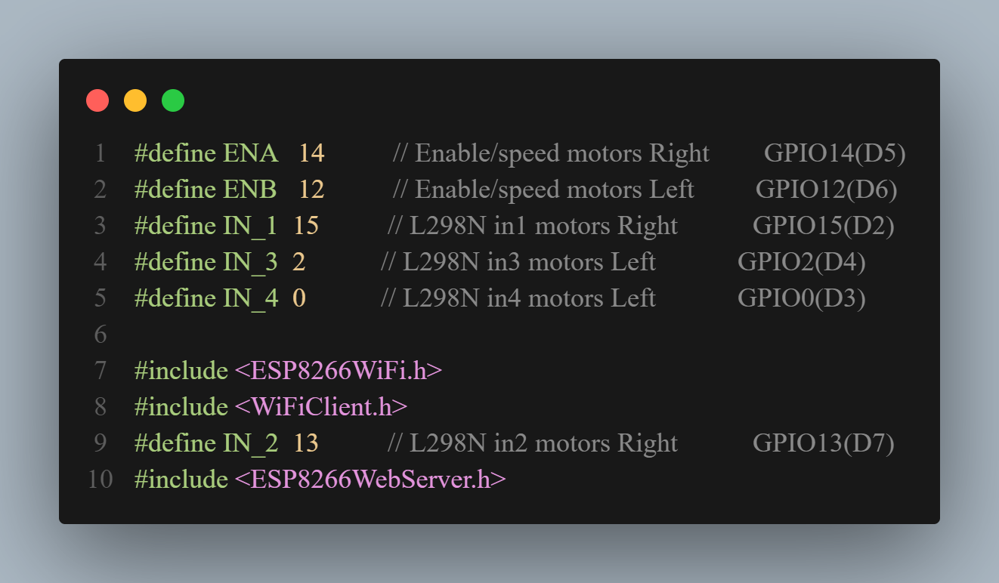 1 #define ENA 14 // Enable/speed motors Right GPIO14(D5)
2 #define ENB 12 // Enable/speed motors Left GPIO12(D6)
3 #define IN_1 15 // L298N in1 motors Right GPIO15(D2)
4 #define IN_3 2 // L298N in3 motors Left GPIO2(D4)
5 #define IN_4 0 // L298N in4 motors Left GPIO0(D3)
6
7 #include <ESP8266WiFi.h>
8 #include <WiFiClient.h>
9 #define IN_2 13 // L298N in2 motors Right GPIO13(D7)
10 #include <ESP8266WebServer.h>